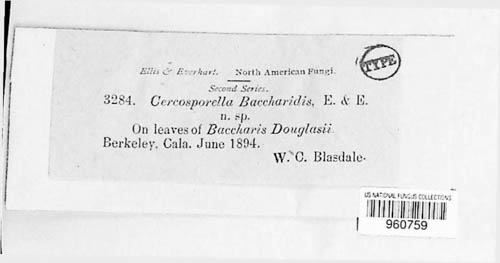 Ellis & Everhart. North American Fungi.
TYPE
Second Series.
3284. Cercosporella Baccharidis, E. & E.
n. sp.
On leaves of Baccharis Douglasii.
Berkeley, Cala. June 1894.
W. C. Blasdale.
US NATIONAL FUNGUS COLLECTIONS
960759